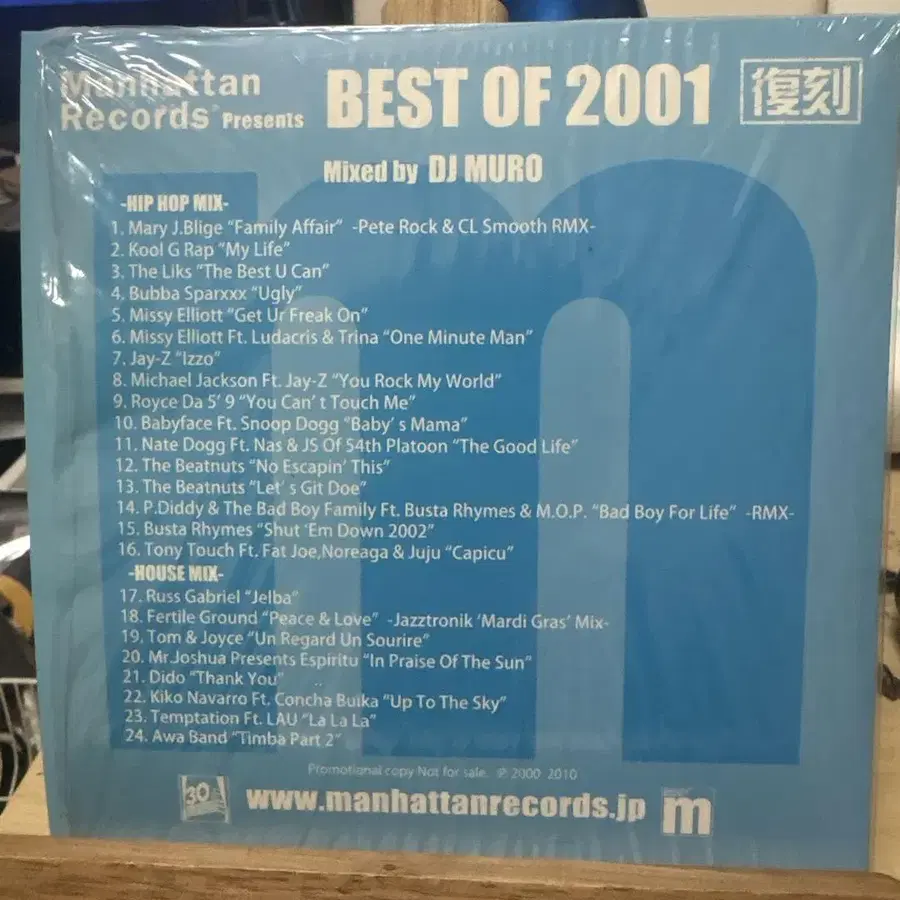 Manhattan Records® Presents BEST OF 2001 復刻
Mixed by DJ MURO
-HIP HOP MIX-
1. Mary J.Blige "Family Affair" -Pete Rock & CL Smooth RMX-
2. Kool G Rap "My Life"
3. The Liks "The Best U Can"
4. Bubba Sparxxx "Ugly"
5. Missy Elliott "Get Ur Freak On"
6. Missy Elliott Ft. Ludacris & Trina "One Minute Man"
7. Jay-Z "Izzo"
8. Michael Jackson Ft. Jay-Z "You Rock My World"
9. Royce Da 5' 9 "You Can' t Touch Me"
10. Babyface Ft. Snoop Dogg "Baby' s Mama"
11. Nate Dogg Ft. Nas & JS Of 54th Platoon "The Good Life"
12. The Beatnuts "No Escapin' This"
13. The Beatnuts "Let' s Git Doe"
14. P.Diddy & The Bad Boy Family Ft. Busta Rhymes & M.O.P. "Bad Boy For Life" -RMX-
15. Busta Rhymes "Shut 'Em Down 2002"
16. Tony Touch Ft. Fat Joe,Noreaga & Juju "Capicu"
-HOUSE MIX-
17. Russ Gabriel "Jelba"
18. Fertile Ground "Peace & Love" -Jazztronik 'Mardi Gras' Mix-
19. Tom & Joyce "Un Regard Un Sourire"
20. Mr.Joshua Presents Espiritu "In Praise Of The Sun"
21. Dido "Thank You"
22. Kiko Navarro Ft. Concha Buika "Up To The Sky"
23. Temptation Ft. LAU "La La La"
24. Awa Band "Timba Part 2"
Promotional copy Not for sale. ℗ 2000 2010
30
www.manhattanrecords.jp m